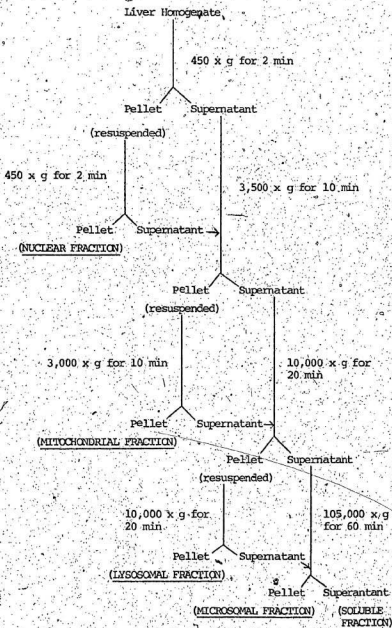 Liver Homogenate
450 x g for 2 min
Pellet Supernatant
(resuspended)
450 x g for 2 min
3,500 x g for 10 min
Pellet Supernatant
(NUCLEAR FRACTION)
Pellet Supernatant
(resuspended)
3,000 x g for 10 min
10,000 x g for
20 min
Pellet Supernatant
(MITOCHONDRIAL FRACTION)
Pellet Supernatant
(resuspended)
10,000 x g for
20 min
105,000 x g
for 60 min
Pellet Supernatant
(LYSOSOMAL FRACTION)
Pellet Superantant
(MICROSOMAL FRACTION) (SOLUBLE
FRACTION)